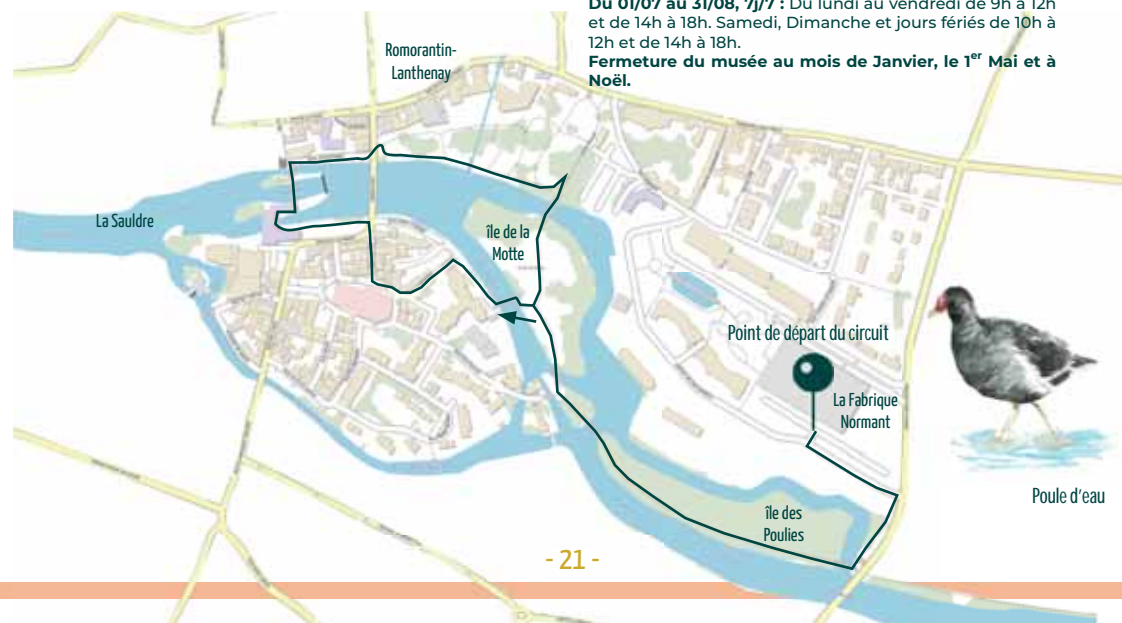 Du 01/07 au 31/08, 7j/7 : Du lundi au vendredi de 9h à 12h
et de 14h à 18h. Samedi, Dimanche et jours fériés de 10h à
12h et de 14h à 18h.
Fermeture du musée au mois de Janvier, le 1er Mai et à
Noël.
Romorantin-
Lanthenay
La Sauldre
île de la
Motte
Point de départ du circuit
La Fabrique
Normant
Poule d'eau
île des
Poulies
- 21 -